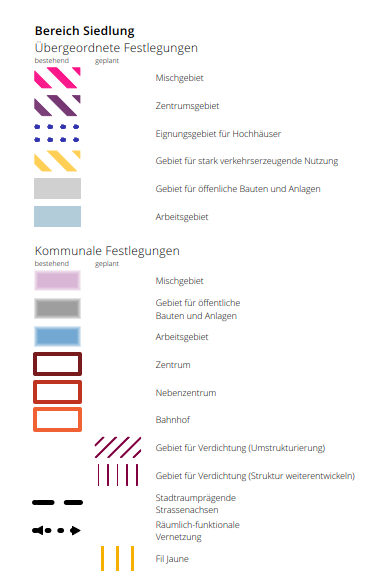 Bereich Siedlung
Übergeordnete Festlegungen
bestehend geplant
Mischgebiet
Zentrumsgebiet
Eignungsgebiet für Hochhäuser
Gebiet für stark verkehrserzeugende Nutzung
Gebiet für öffenliche Bauten und Anlagen
Arbeitsgebiet
Kommunale Festlegungen
bestehend geplant
Mischgebiet
Gebiet für öffentliche
Bauten und Anlagen
Arbeitsgebiet
Zentrum
Nebenzentrum
Bahnhof
Gebiet für Verdichtung (Umstrukturierung)
Gebiet für Verdichtung (Struktur weiterentwickeln)
Stadtraumprägende
Strassenachsen
Räumlich-funktionale
Vernetzung
Fil Jaune